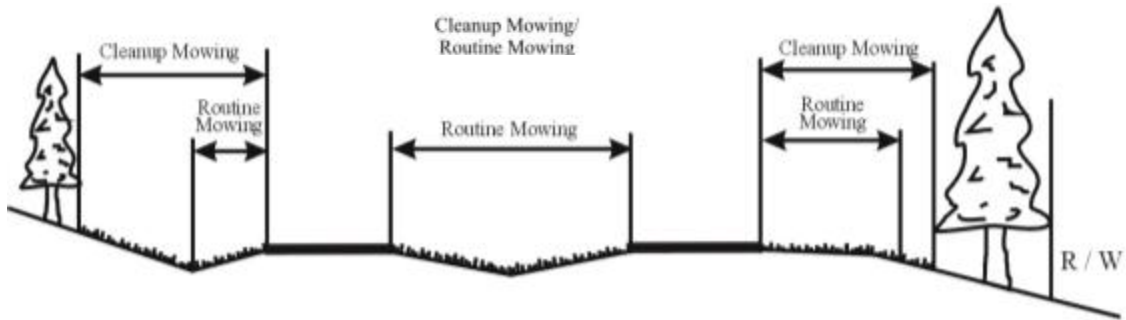 Cleanup Mowing/
Routine Mowing
Cleanup Mowing
Routine
Mowing
Routine Mowing
Cleanup Mowing
Routine
Mowing
R / W